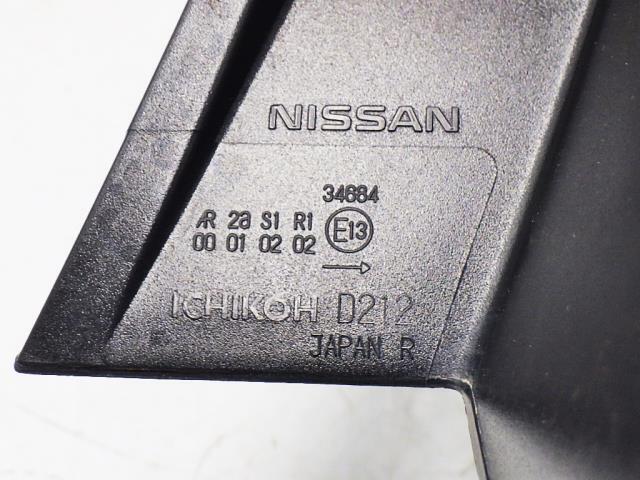 NISSAN
34684
AR 2a S1 R1
00 01 02 02
E13
ICHIKOH D212
JAPAN R